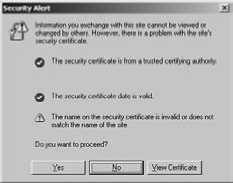 Security Alert
Information you exchange with this site cannot be viewed or
changed by others. However, there is a problem with the site's
security certificate.
The security certificate is from a trusted certifying authority.
The security certificate date is valid.
The name on the security certificate is invalid or does not
match the name of the site
Do you want to proceed?
Yes
No
View Certificate